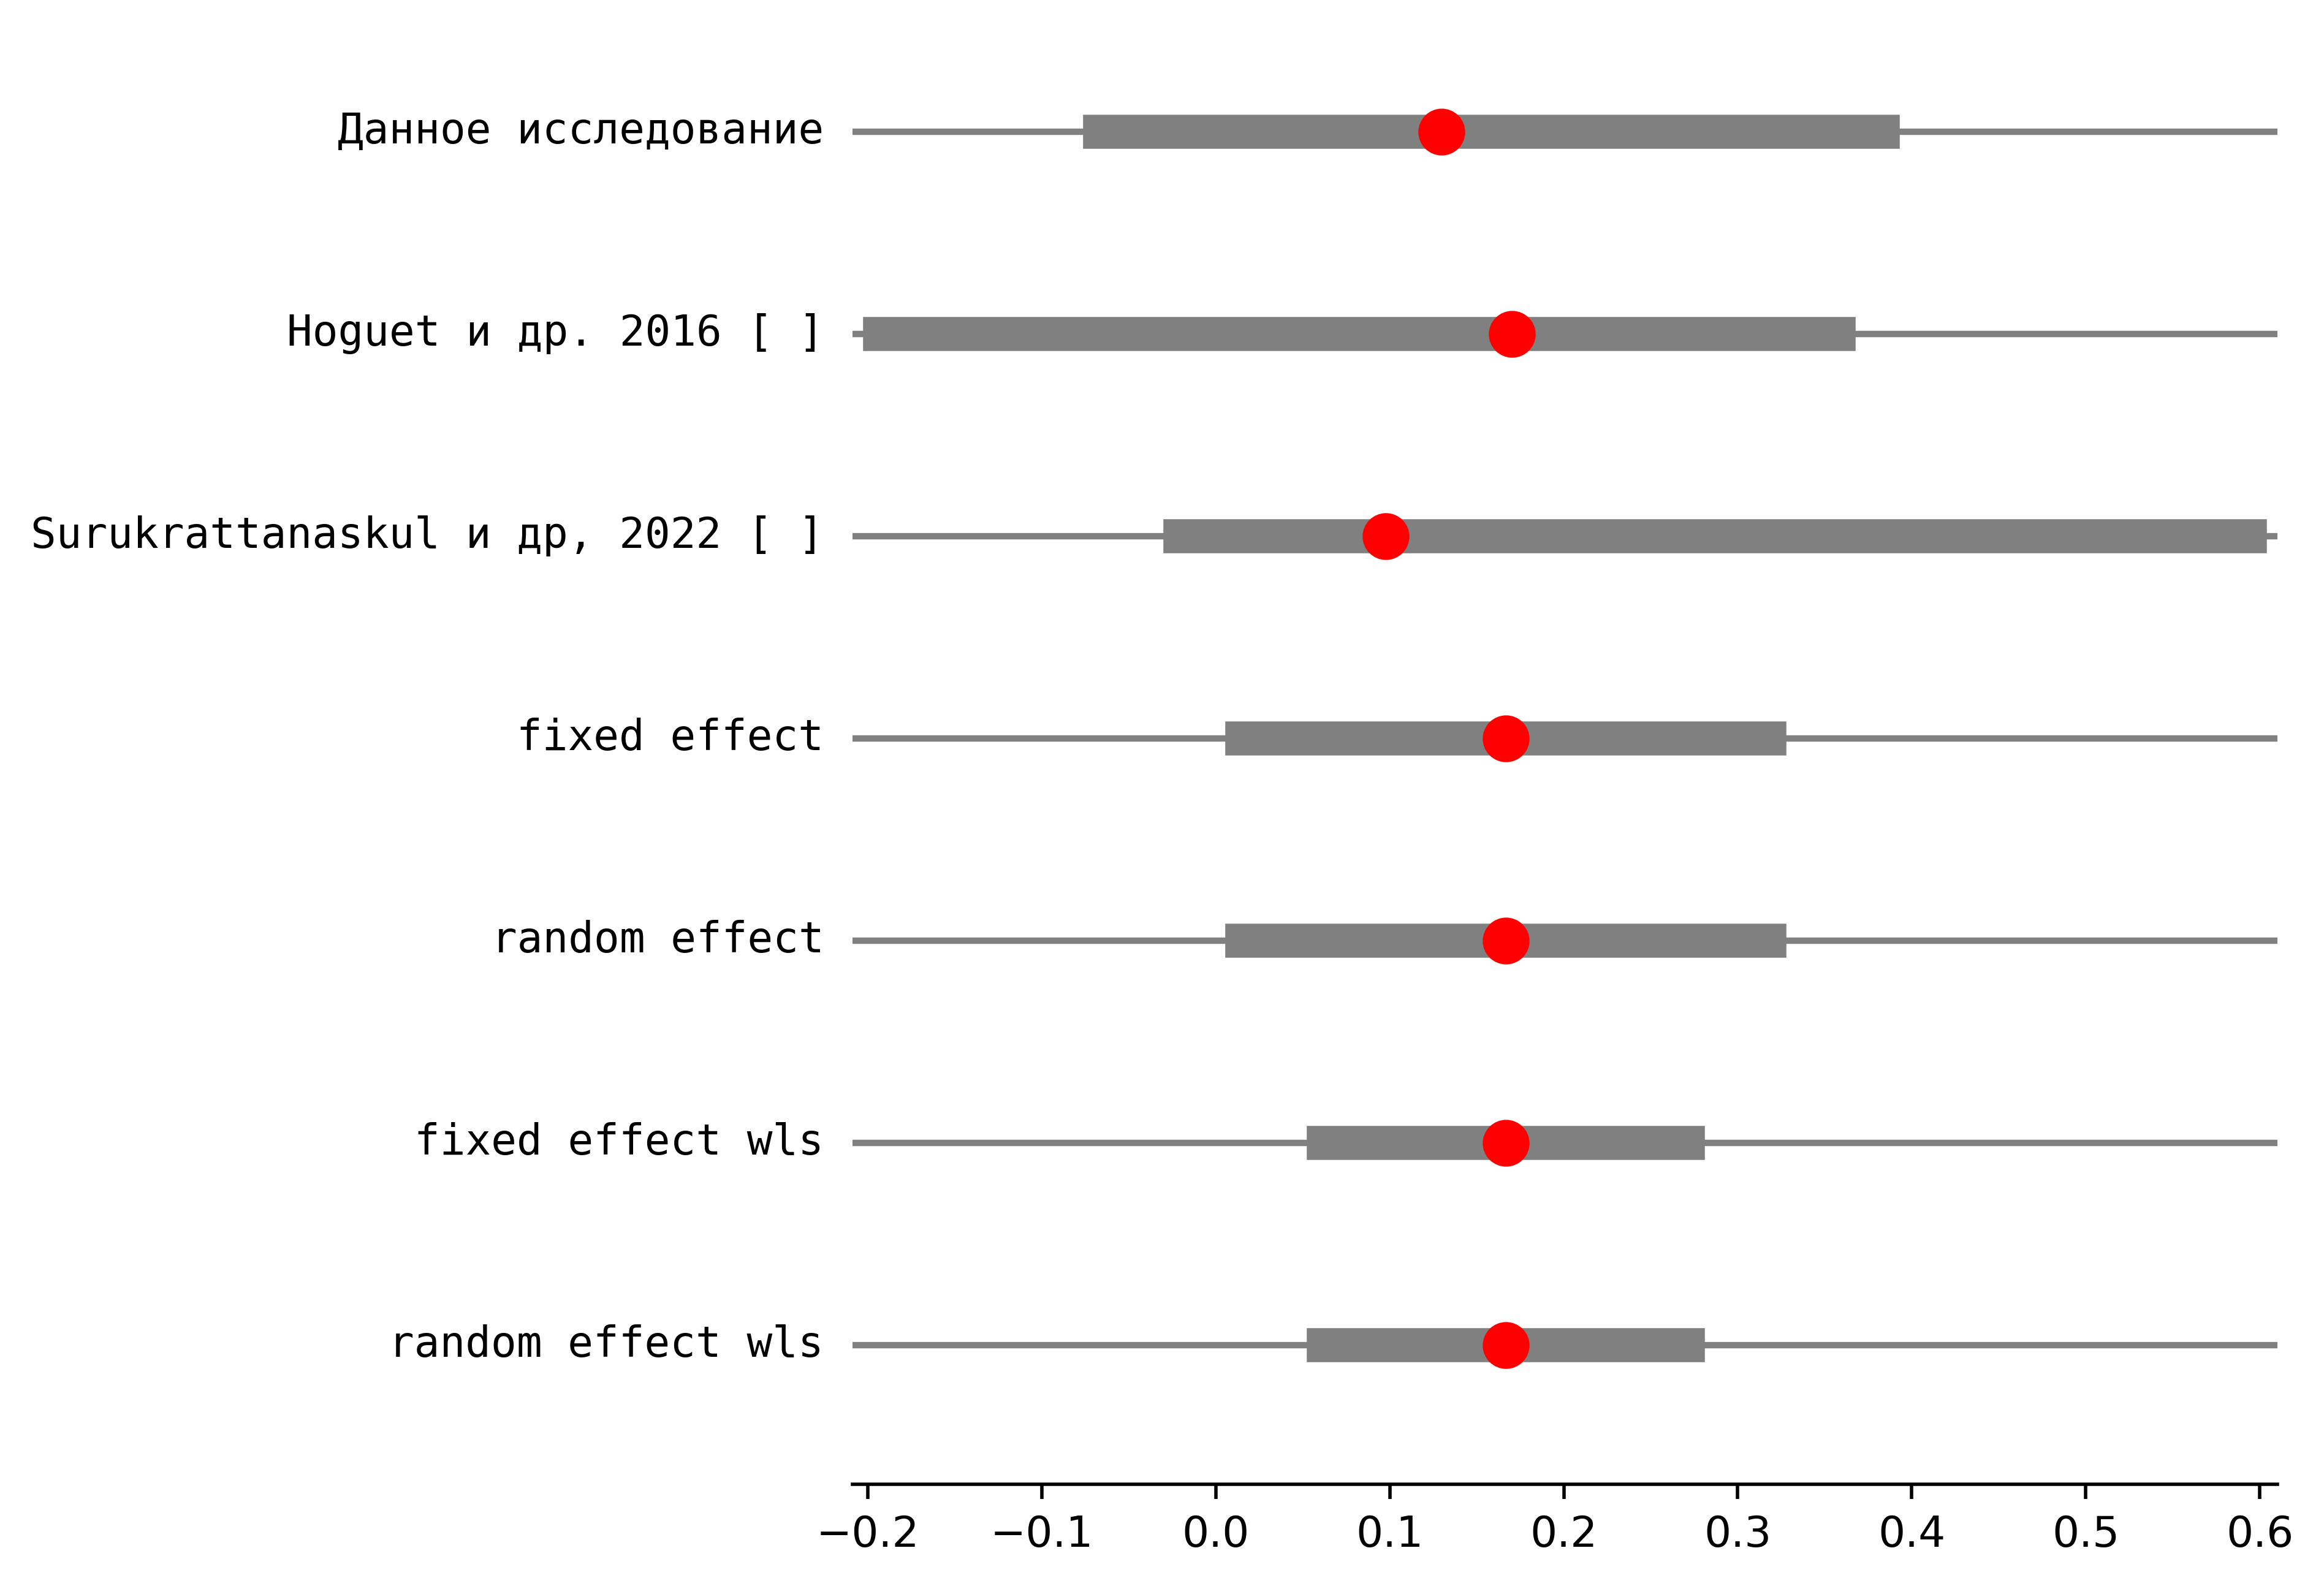 Данное исследование
Hoguet и др. 2016 [ ]
Surukrattanaskul и др, 2022 [ ]
fixed effect
random effect
fixed effect wls
random effect wls
−0.2 −0.1 0.0 0.1 0.2 0.3 0.4 0.5 0.6